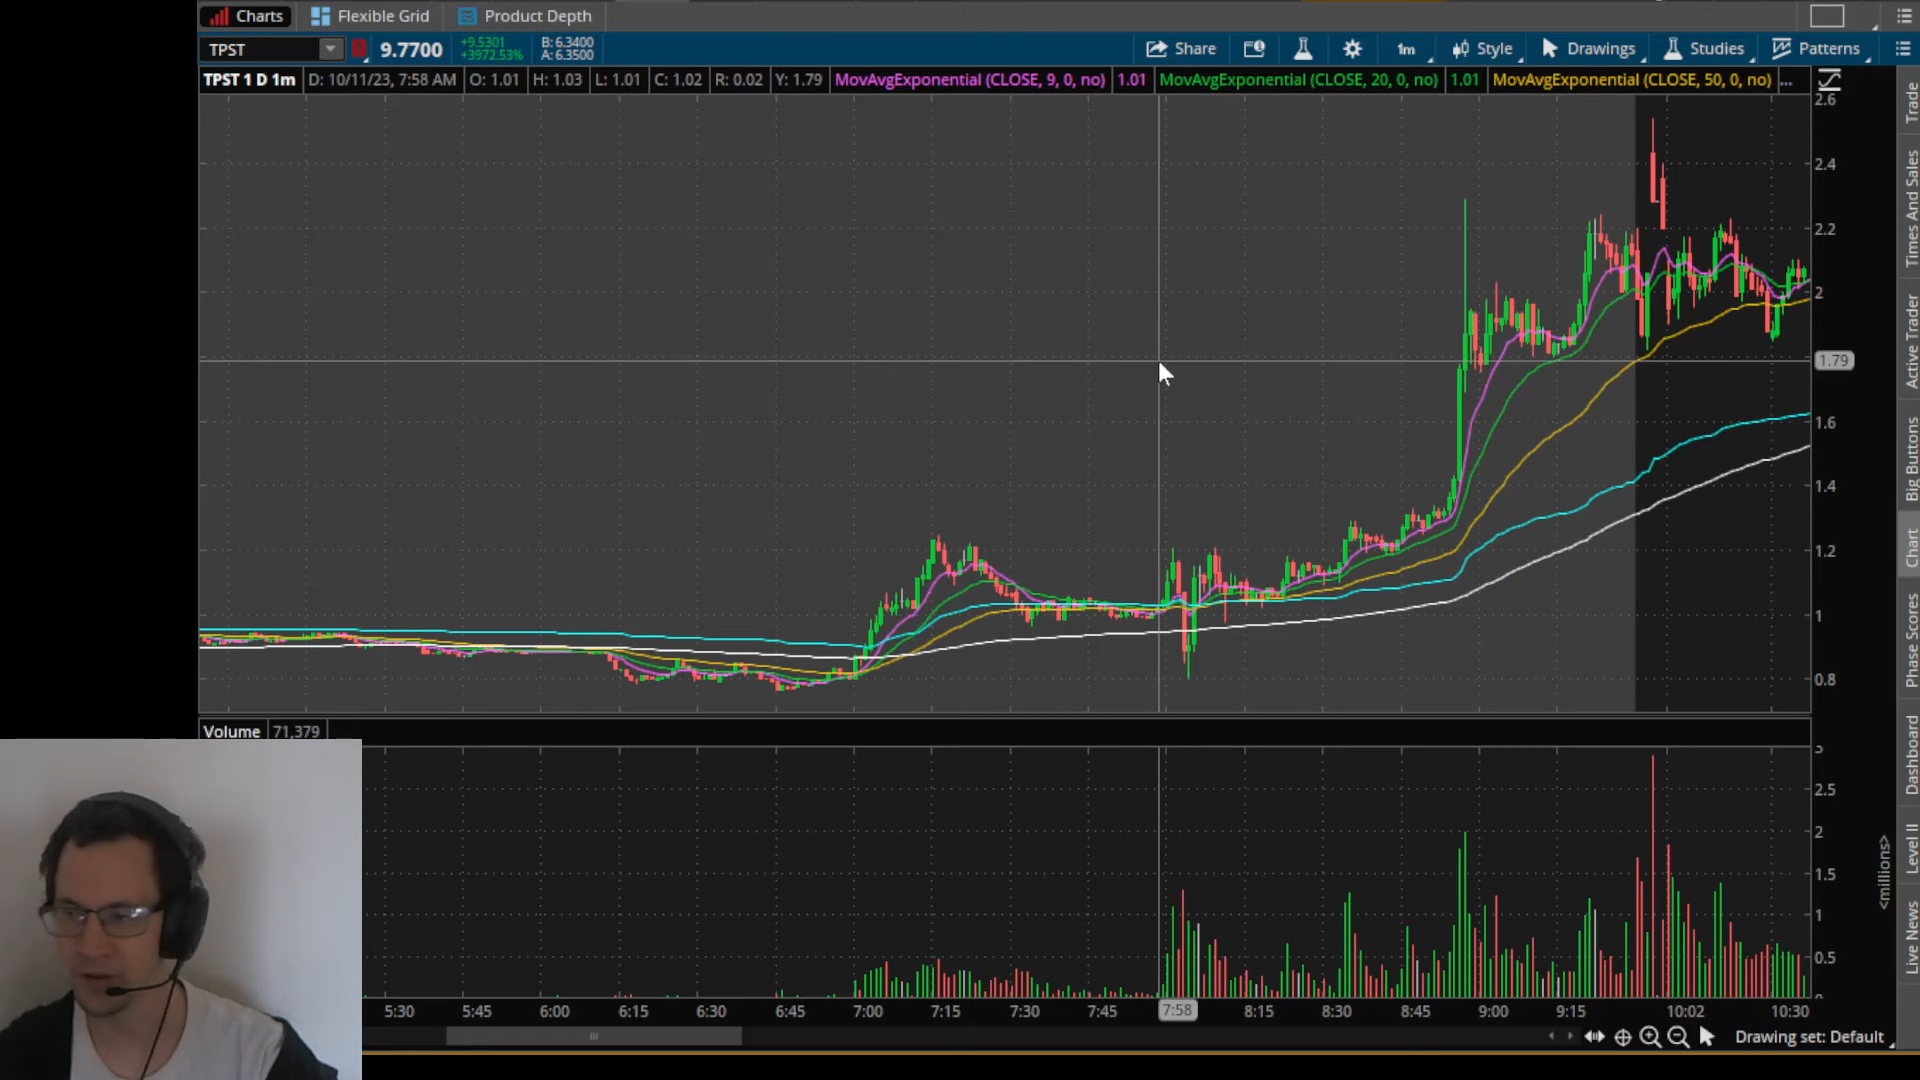 Charts Flexible Grid Product Depth
TPST 9.7700 +9.5301 B: 6.3400 Share 1m Style Drawings Studies Patterns
+3972.53% A: 6.3500
TPST 1 D 1m D: 10/11/23, 7:58 AM O: 1.01 H: 1.03 L: 1.01 C: 1.02 R: 0.02 Y: 1.79 MovAvgExponential (CLOSE, 9, 0, no) 1.01 MovAvgExponential (CLOSE, 20, 0, no) 1.01 MovAvgExponential (CLOSE, 50, 0, no) ...
2.6
2.4
2.2
2
1.79
1.6
1.4
1.2
1
0.8
Volume 71,379
2.5
2
1.5
1
0.5
<millions>
5:30 5:45 6:00 6:15 6:30 6:45 7:00 7:15 7:30 7:45 7:58 8:15 8:30 8:45 9:00 9:15 10:02 10:30
Drawing set: Default
Trade
Times And Sales
Active Trader
Big Buttons
Chart
Phase Scores
Dashboard
Level II
Live News